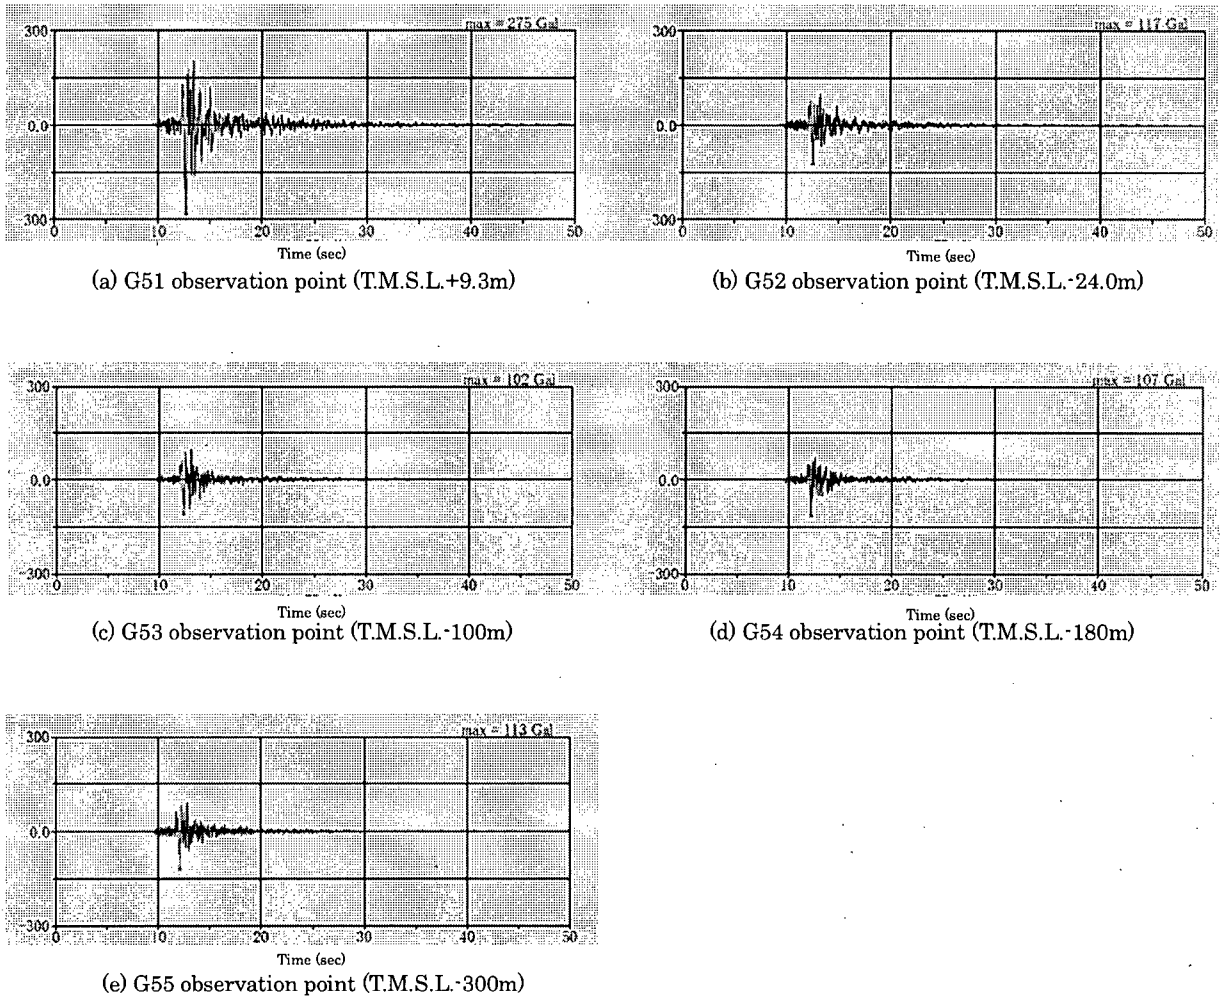 max = 275 Gal
300
0.0
300
0 10 20 30 40 50
Time (sec)
(a) G51 observation point (T.M.S.L.+9.3m)
max = 117 Gal
300
0.0
300
0 10 20 30 40 50
Time (sec)
(b) G52 observation point (T.M.S.L.-24.0m)
max = 102 Gal
300
0.0
-300
0 10 20 30 40 50
Time (sec)
(c) G53 observation point (T.M.S.L.-100m)
max = 107 Gal
300
0.0
-300
0 10 20 30 40 50
Time (sec)
(d) G54 observation point (T.M.S.L.-180m)
max = 113 Gal
300
0.0
-300
0 10 20 30 40 50
Time (sec)
(e) G55 observation point (T.M.S.L.-300m)